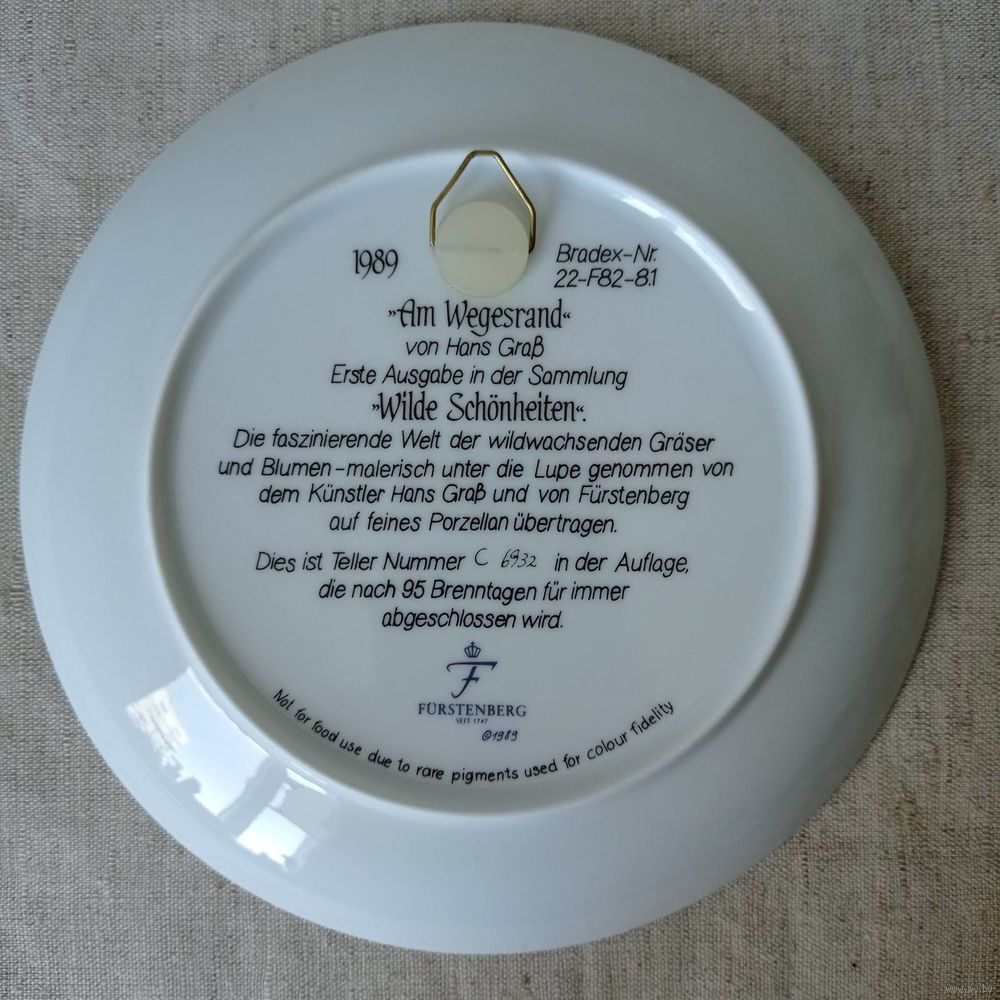 1989
Bradex-Nr.
22-F82-8.1
»Am Wegesrand«
von Hans Graß
Erste Ausgabe in der Sammlung
»Wilde Schönheiten«.
Die faszinierende Welt der wildwachsenden Gräser
und Blumen – malerisch unter die Lupe genommen von
dem Künstler Hans Graß und von Fürstenberg
auf feines Porzellan übertragen.
Dies ist Teller Nummer C 6932 in der Auflage,
die nach 95 Brenntagen für immer
abgeschlossen wird.
F
FÜRSTENBERG
SEIT 1747
©1989
Not for food use due to rare pigments used for colour fidelity
www.ay.by